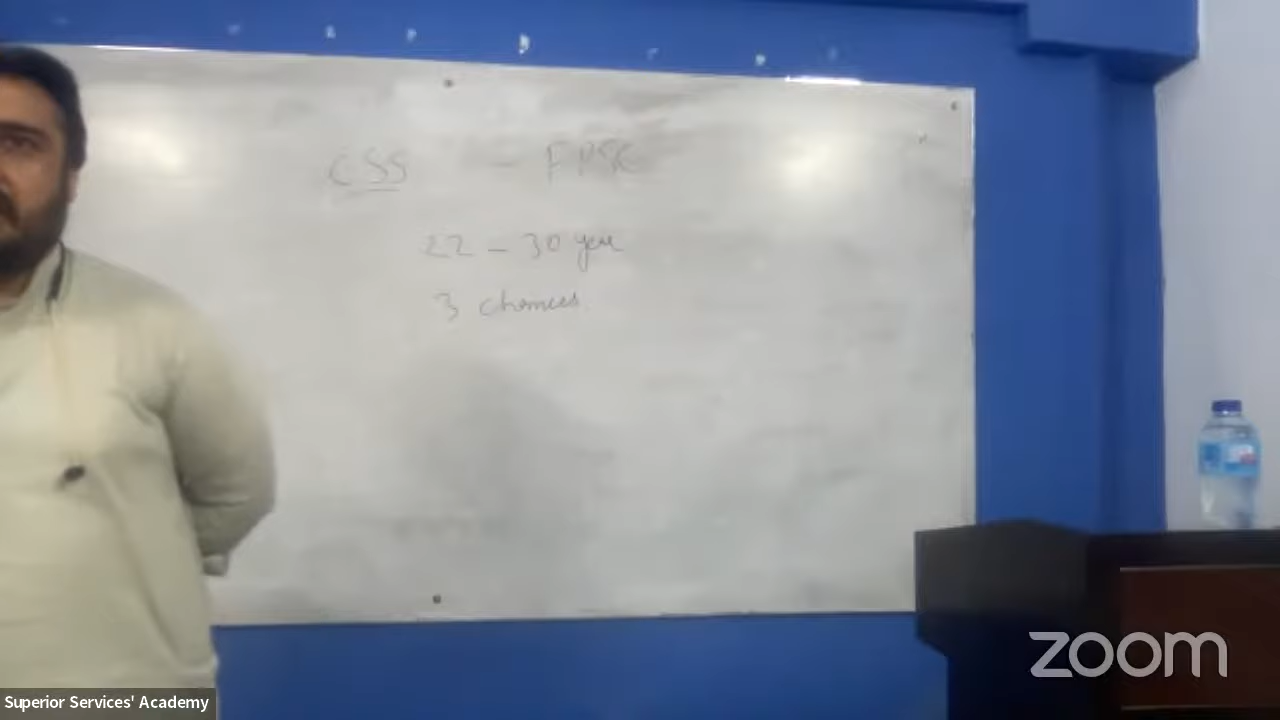 CSS - FPSC
22 - 30 year
3 chances.
zoom
Superior Services' Academy